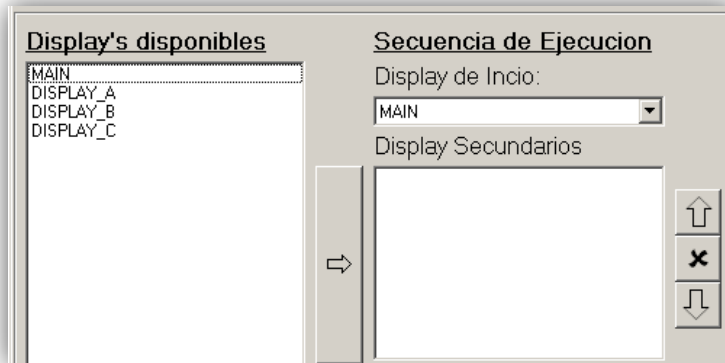 Display's disponibles
MAIN
DISPLAY_A
DISPLAY_B
DISPLAY_C
Secuencia de Ejecucion
Display de Incio:
MAIN
Display Secundarios